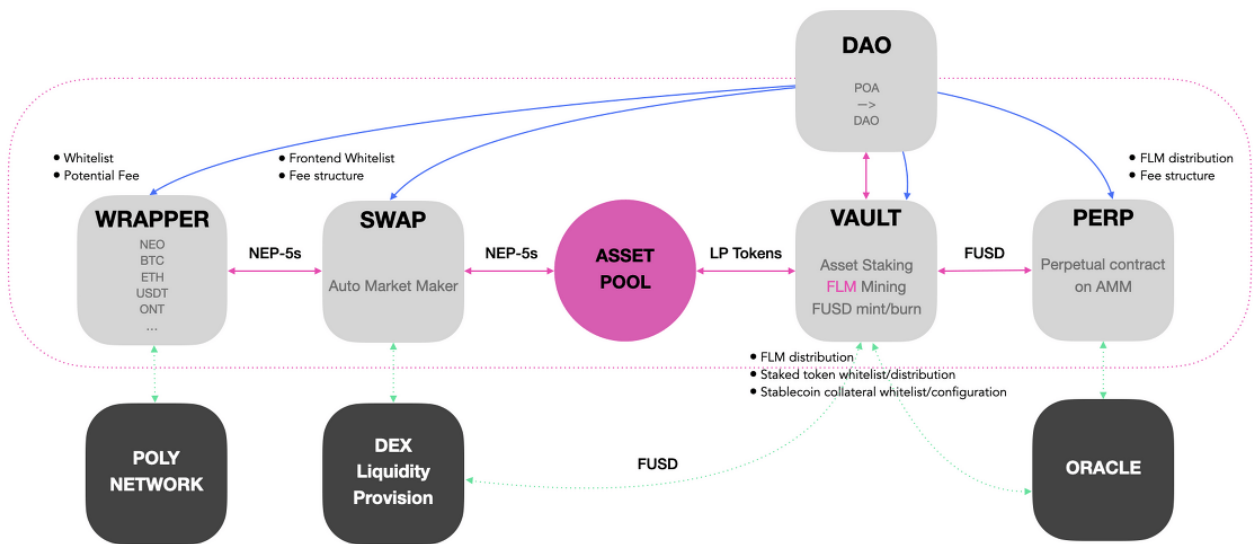 DAO
POA
—>
DAO
• Whitelist
• Potential Fee
• Frontend Whitelist
• Fee structure
• FLM distribution
• Fee structure
WRAPPER
NEO
BTC
ETH
USDT
ONT
...
NEP-5s
SWAP
Auto Market Maker
NEP-5s
ASSET
POOL
LP Tokens
VAULT
Asset Staking
FLM Mining
FUSD mint/burn
FUSD
PERP
Perpetual contract
on AMM
• FLM distribution
• Staked token whitelist/distribution
• Stablecoin collateral whitelist/configuration
POLY
NETWORK
DEX
Liquidity
Provision
FUSD
ORACLE